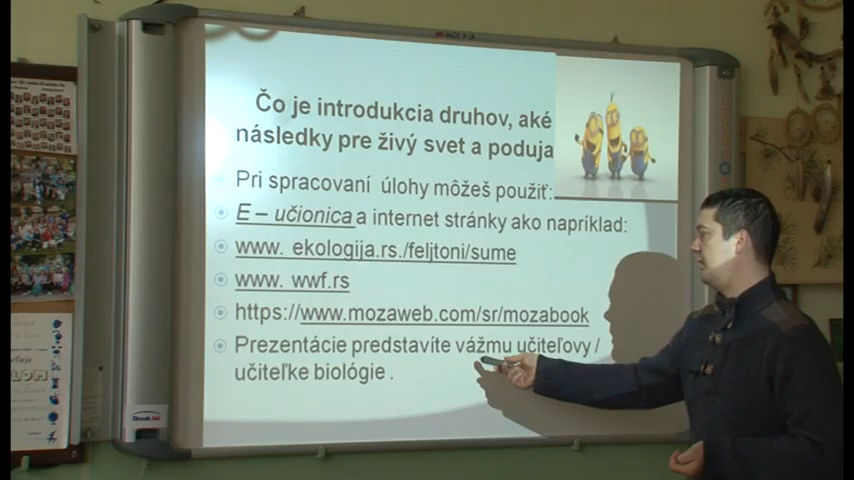 Čo je introdukcia druhov, aké
následky pre živý svet a poduja
Pri spracovaní úlohy môžeš použiť:
E – učionica a internet stránky ako napríklad:
www. ekologija.rs./feljtoni/sume
www. wwf.rs
https://www.mozaweb.com/sr/mozabook
Prezentácie predstavíte vážmu učiteľovy /
učiteľke biológie .